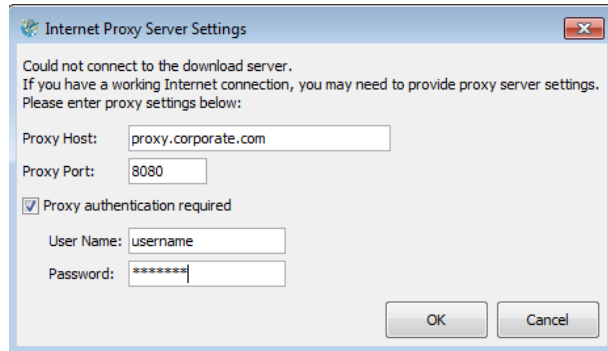 Internet Proxy Server Settings
Could not connect to the download server.
If you have a working Internet connection, you may need to provide proxy server settings.
Please enter proxy settings below:
Proxy Host: proxy.corporate.com
Proxy Port: 8080
Proxy authentication required
User Name: username
Password: *******
OK Cancel